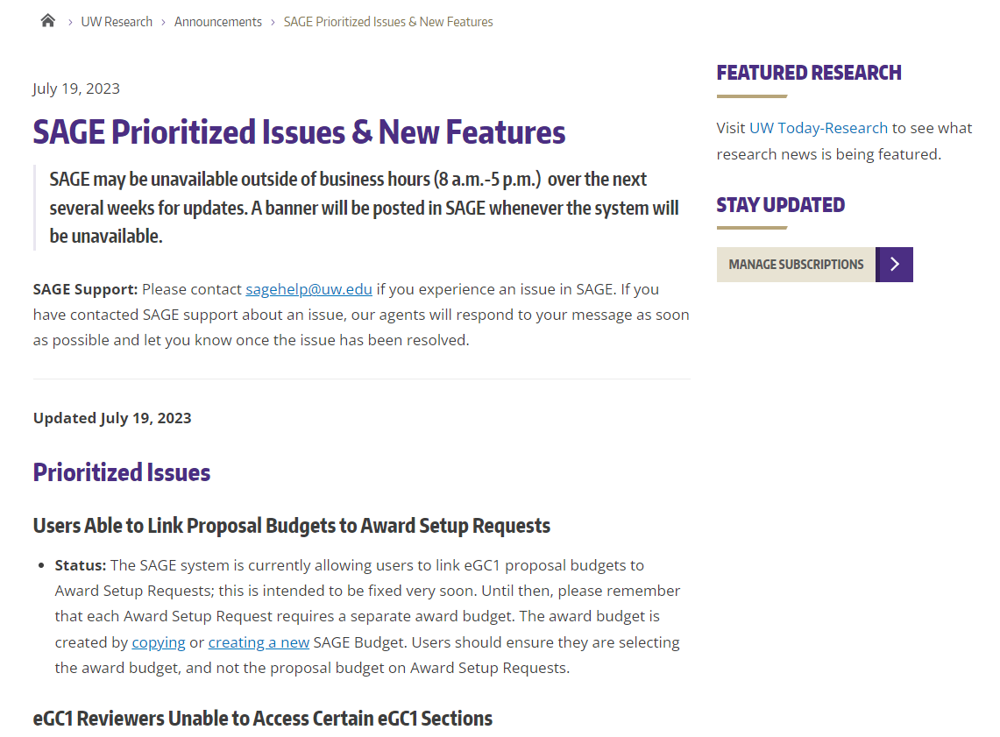 UW Research › Announcements › SAGE Prioritized Issues & New Features
July 19, 2023
SAGE Prioritized Issues & New Features
SAGE may be unavailable outside of business hours (8 a.m.-5 p.m.) over the next
several weeks for updates. A banner will be posted in SAGE whenever the system will
be unavailable.
SAGE Support: Please contact sagehelp@uw.edu if you experience an issue in SAGE. If you
have contacted SAGE support about an issue, our agents will respond to your message as soon
as possible and let you know once the issue has been resolved.
Updated July 19, 2023
Prioritized Issues
Users Able to Link Proposal Budgets to Award Setup Requests
• Status: The SAGE system is currently allowing users to link eGC1 proposal budgets to
Award Setup Requests; this is intended to be fixed very soon. Until then, please remember
that each Award Setup Request requires a separate award budget. The award budget is
created by copying or creating a new SAGE Budget. Users should ensure they are selecting
the award budget, and not the proposal budget on Award Setup Requests.
eGC1 Reviewers Unable to Access Certain eGC1 Sections
FEATURED RESEARCH
Visit UW Today-Research to see what
research news is being featured.
STAY UPDATED
MANAGE SUBSCRIPTIONS